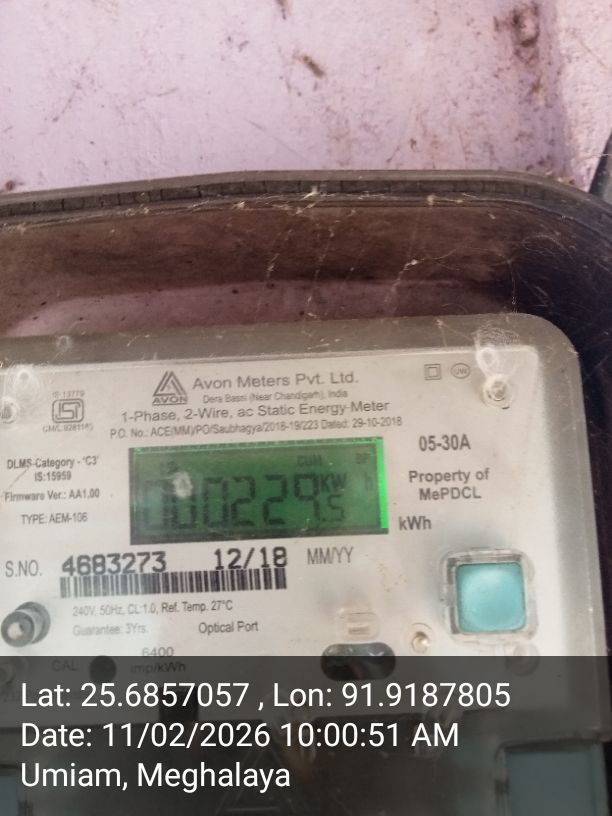 Avon Meters Pvt. Ltd.
AVON
Dera Bassi (Near Chandigarh), India
1-Phase, 2-Wire, ac Static Energy-Meter
P.O. No.: ACE(MM)/PO/Saubhagya/2018-19/223 Dated: 29-10-2018
IS-13779
ISI
UW
05-30A
DLMS-Category - 'C3'
IS:15959
Firmware Ver.: AA1.00
TYPE: AEM-106
Property of
MePDCL
CUM
KW h
kWh
S.NO. 4683273 12/18 MM/YY
240V, 50Hz, CL:1.0, Ref. Temp. 27°C
Guarantee: 3Yrs. Optical Port
CAL
6400
imp/kWh
Lat: 25.6857057 , Lon: 91.9187805
Date: 11/02/2026 10:00:51 AM
Umiam, Meghalaya